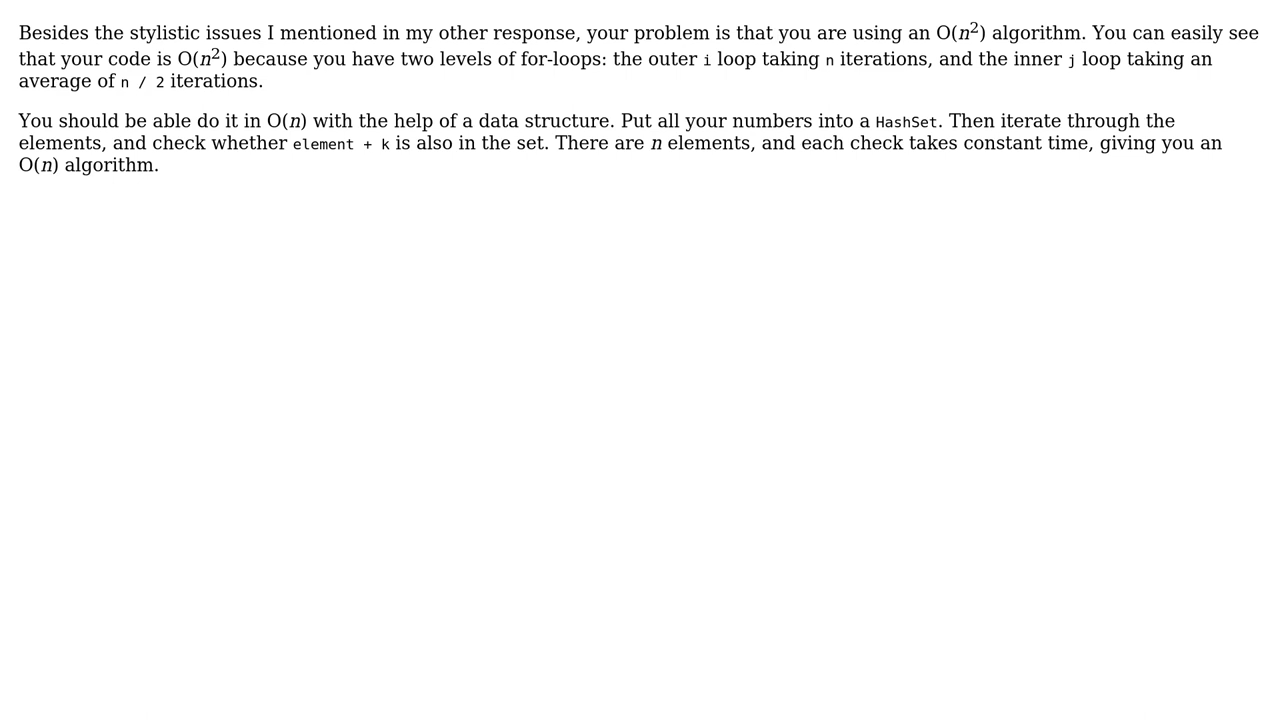 Besides the stylistic issues I mentioned in my other response, your problem is that you are using an O(n²) algorithm. You can easily see
that your code is O(n²) because you have two levels of for-loops: the outer i loop taking n iterations, and the inner j loop taking an
average of n / 2 iterations.
You should be able do it in O(n) with the help of a data structure. Put all your numbers into a HashSet. Then iterate through the
elements, and check whether element + k is also in the set. There are n elements, and each check takes constant time, giving you an
O(n) algorithm.